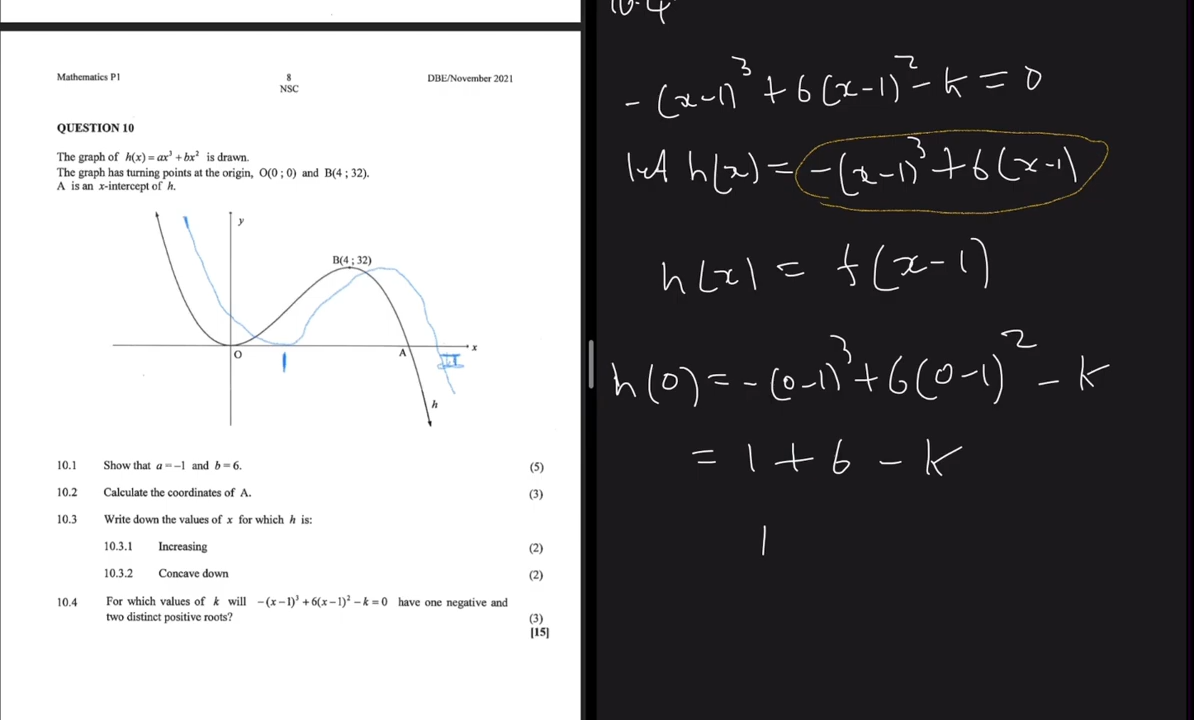 Mathematics P1
8
NSC
DBE/November 2021
QUESTION 10
The graph of h(x) = ax³ + bx² is drawn.
The graph has turning points at the origin, O(0 ; 0) and B(4 ; 32).
A is an x-intercept of h.
y
B(4 ; 32)
x
O
A
h
10.1 Show that a = −1 and b = 6. (5)
10.2 Calculate the coordinates of A. (3)
10.3 Write down the values of x for which h is:
10.3.1 Increasing (2)
10.3.2 Concave down (2)
10.4 For which values of k will −(x − 1)³ + 6(x − 1)² − k = 0 have one negative and
two distinct positive roots? (3)
[15]
10.4
-(x-1)³ + 6(x-1)² - k = 0
let h(x) = -(x-1)³ + 6(x-1)
h(x) = f(x-1)
h(0) = -(0-1)³ + 6(0-1)² - k
= 1 + 6 - k